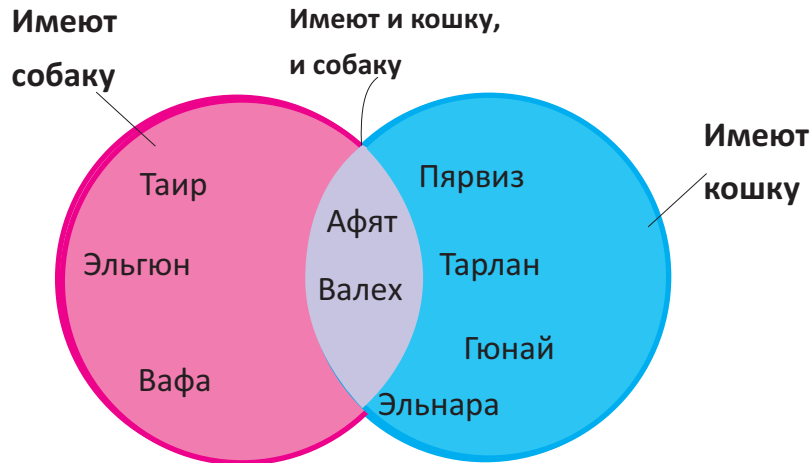 Имеют
собаку
Имеют и кошку,
и собаку
Имеют
кошку
Таир
Эльгюн
Вафа
Афят
Валех
Пярвиз
Тарлан
Гюнай
Эльнара